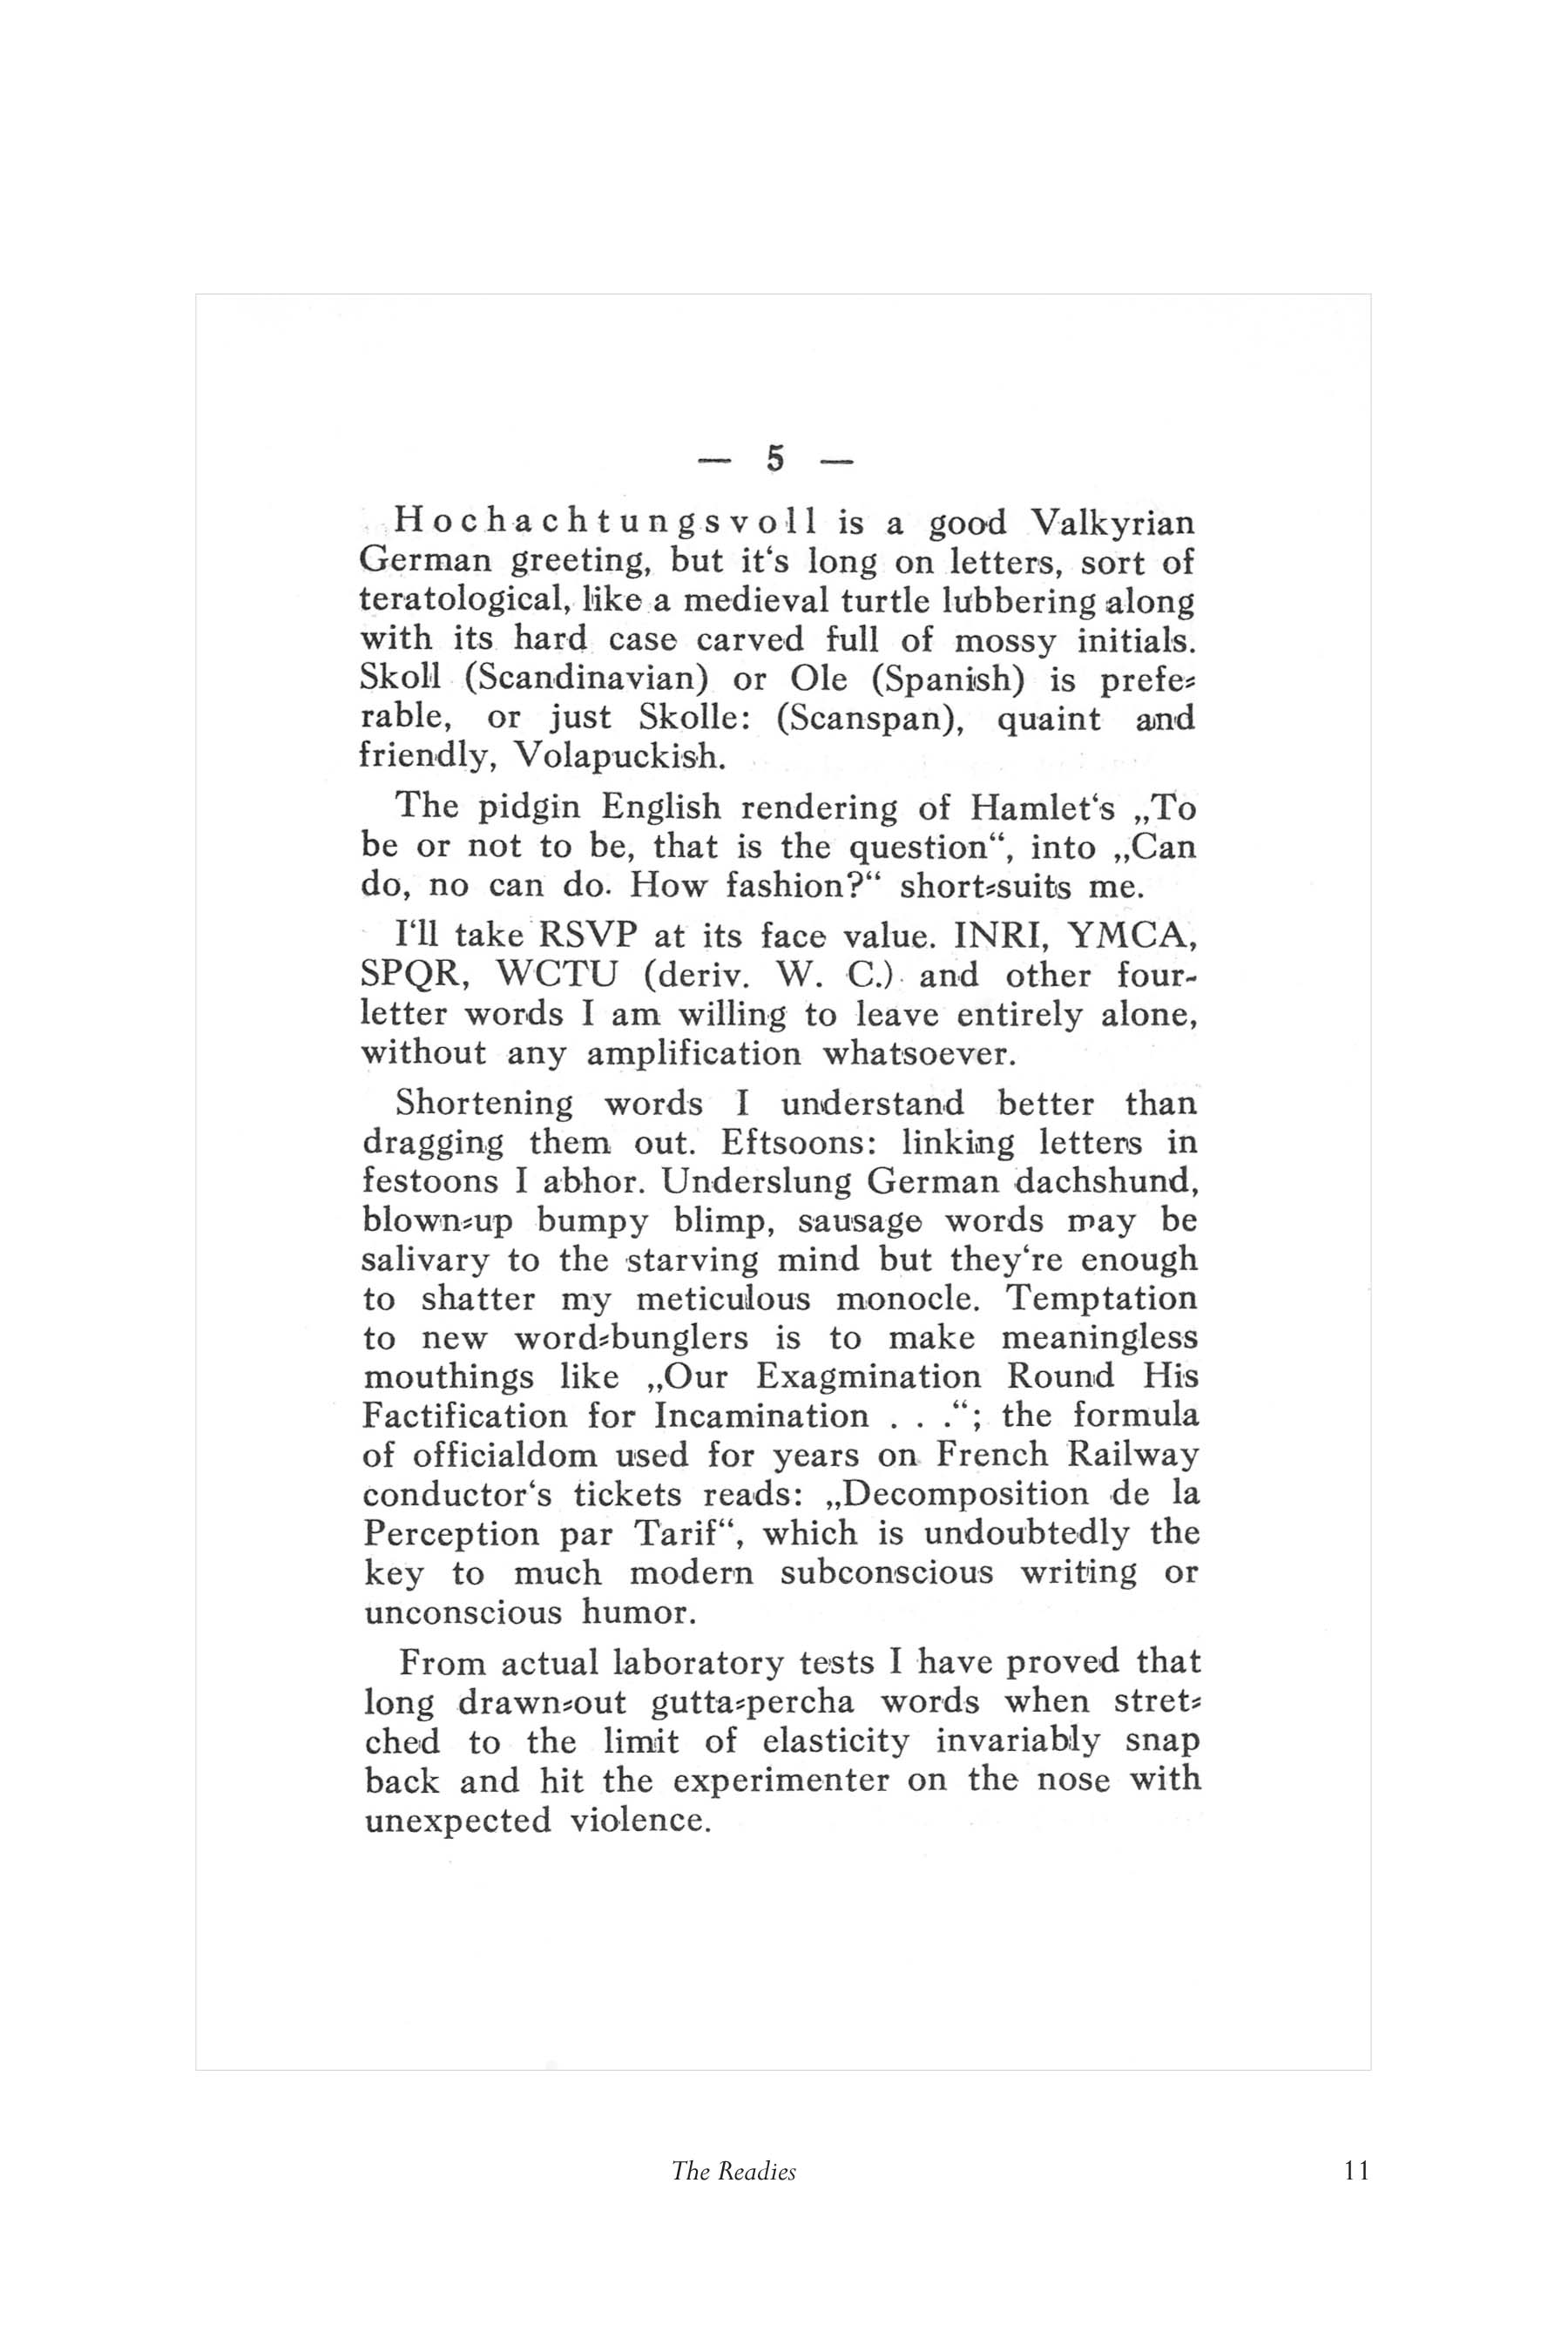 — 5 —
Hochachtungsvoll is a good Valkyrian
German greeting, but it‘s long on letters, sort of
teratological, like a medieval turtle lubbering along
with its hard case carved full of mossy initials.
Skoll (Scandinavian) or Ole (Spanish) is prefe⸗
rable, or just Skolle: (Scanspan), quaint and
friendly, Volapuckish.
The pidgin English rendering of Hamlet‘s „To
be or not to be, that is the question“, into „Can
do, no can do. How fashion?“ short⸗suits me.
I‘ll take RSVP at its face value. INRI, YMCA,
SPQR, WCTU (deriv. W. C.) and other four-
letter words I am willing to leave entirely alone,
without any amplification whatsoever.
Shortening words I understand better than
dragging them out. Eftsoons: linking letters in
festoons I abhor. Underslung German dachshund,
blown⸗up bumpy blimp, sausage words may be
salivary to the starving mind but they‘re enough
to shatter my meticulous monocle. Temptation
to new word⸗bunglers is to make meaningless
mouthings like „Our Exagmination Round His
Factification for Incamination . . .“; the formula
of officialdom used for years on French Railway
conductor‘s tickets reads: „Decomposition de la
Perception par Tarif“, which is undoubtedly the
key to much modern subconscious writing or
unconscious humor.
From actual laboratory tests I have proved that
long drawn⸗out gutta⸗percha words when stret⸗
ched to the limit of elasticity invariably snap
back and hit the experimenter on the nose with
unexpected violence.
The Readies 11